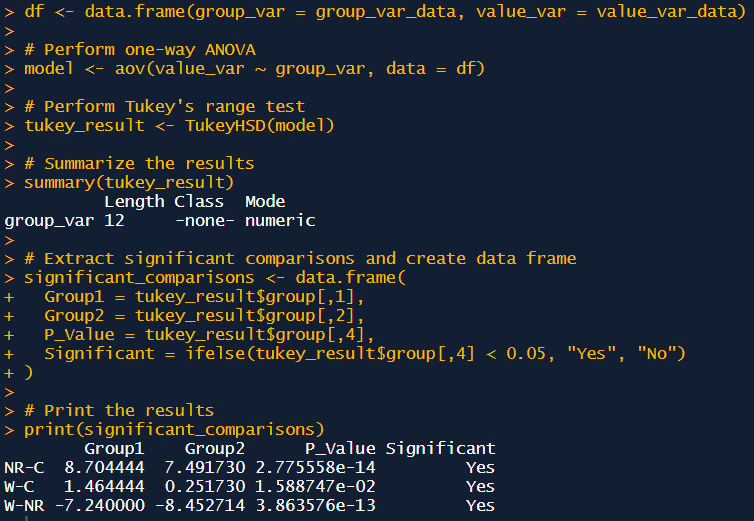 > df <- data.frame(group_var = group_var_data, value_var = value_var_data)
>
> # Perform one-way ANOVA
> model <- aov(value_var ~ group_var, data = df)
>
> # Perform Tukey's range test
> tukey_result <- TukeyHSD(model)
>
> # Summarize the results
> summary(tukey_result)
          Length Class  Mode
group_var 12     -none- numeric
>
> # Extract significant comparisons and create data frame
> significant_comparisons <- data.frame(
+   Group1 = tukey_result$group[,1],
+   Group2 = tukey_result$group[,2],
+   P_Value = tukey_result$group[,4],
+   Significant = ifelse(tukey_result$group[,4] < 0.05, "Yes", "No")
+ )
>
> # Print the results
> print(significant_comparisons)
        Group1    Group2      P_Value Significant
NR-C  8.704444  7.491730 2.775558e-14         Yes
W-C   1.464444  0.251730 1.588747e-02         Yes
W-NR -7.240000 -8.452714 3.863576e-13         Yes